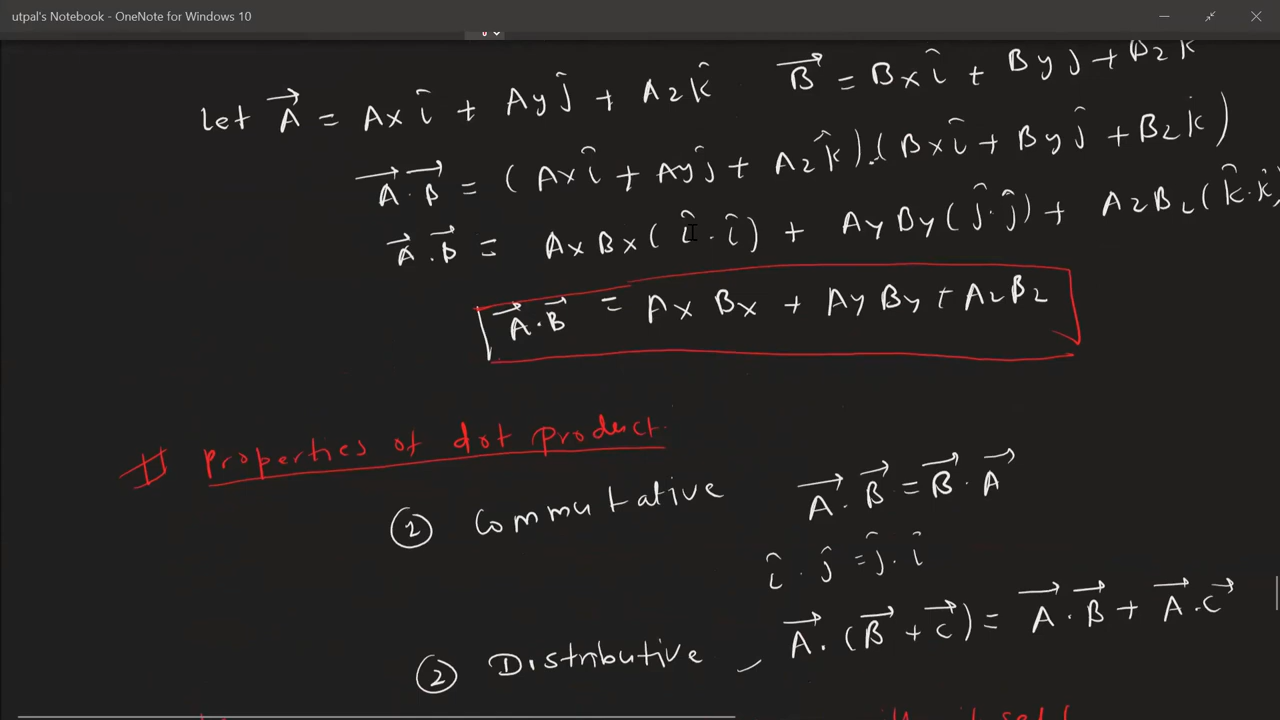 utpal's Notebook - OneNote for Windows 10
let A⃗ = Ax î + Ay ĵ + Az k̂ B⃗ = Bx î + By ĵ + Bz k̂
A⃗ . B⃗ = ( Ax î + Ay ĵ + Az k̂ ) . ( Bx î + By ĵ + Bz k̂ )
A⃗ . B⃗ = Ax Bx ( î . î ) + Ay By ( ĵ . ĵ ) + Az Bz ( k̂ . k̂
A⃗ . B⃗ = Ax Bx + Ay By + Az Bz
# properties of dot product
② Commutative A⃗ . B⃗ = B⃗ . A⃗
î . ĵ = ĵ . î
② Distributive A⃗ . ( B⃗ + C⃗ ) = A⃗ . B⃗ + A⃗ . C⃗